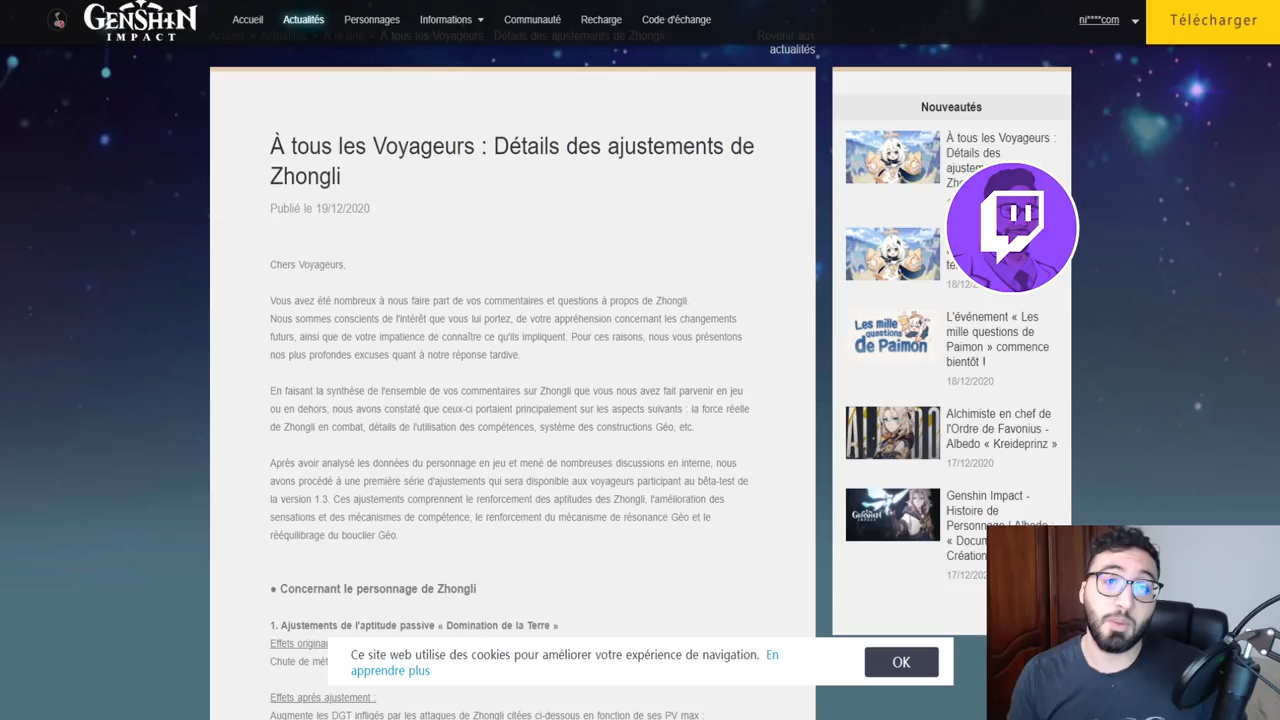 GENSHIN
IMPACT
Accueil
Actualités
Personnages
Informations
Communauté
Recharge
Code d'échange
ni****com
Télécharger
Accueil > Actualités > À la une > À tous les Voyageurs : Détails des ajustements de Zhongli
Revenir aux
actualités
À tous les Voyageurs : Détails des ajustements de
Zhongli
Publié le 19/12/2020
Chers Voyageurs,
Vous avez été nombreux à nous faire part de vos commentaires et questions à propos de Zhongli.
Nous sommes conscients de l'intérêt que vous lui portez, de votre appréhension concernant les changements
futurs, ainsi que de votre impatience de connaître ce qu'ils impliquent. Pour ces raisons, nous vous présentons
nos plus profondes excuses quant à notre réponse tardive.
En faisant la synthèse de l'ensemble de vos commentaires sur Zhongli que vous nous avez fait parvenir en jeu
ou en dehors, nous avons constaté que ceux-ci portaient principalement sur les aspects suivants : la force réelle
de Zhongli en combat, détails de l'utilisation des compétences, système des constructions Géo, etc.
Après avoir analysé les données du personnage en jeu et mené de nombreuses discussions en interne, nous
avons procédé à une première série d'ajustements qui sera disponible aux voyageurs participant au bêta-test de
la version 1.3. Ces ajustements comprennent le renforcement des aptitudes des Zhongli, l'amélioration des
sensations et des mécanismes de compétence, le renforcement du mécanisme de résonance Géo et le
rééquilibrage du bouclier Géo.
● Concernant le personnage de Zhongli
1. Ajustements de l'aptitude passive « Domination de la Terre »
Effets origina
Chute de mét
Effets après ajustement :
Augmente les DGT infligés par les attaques de Zhongli citées ci-dessous en fonction de ses PV max :
Ce site web utilise des cookies pour améliorer votre expérience de navigation. En
apprendre plus
OK
Nouveautés
À tous les Voyageurs :
Détails des
ajustem
Zho
18/12/2
Les mille
questions
de Paimon
L'événement « Les
mille questions de
Paimon » commence
bientôt !
18/12/2020
ALBEDO
Alchimiste en chef de
l'Ordre de Favonius -
Albedo « Kreideprinz »
17/12/2020
GENSHIN
Genshin Impact -
Histoire de
Personnage | Albedo :
« Docum
Création
17/12/202